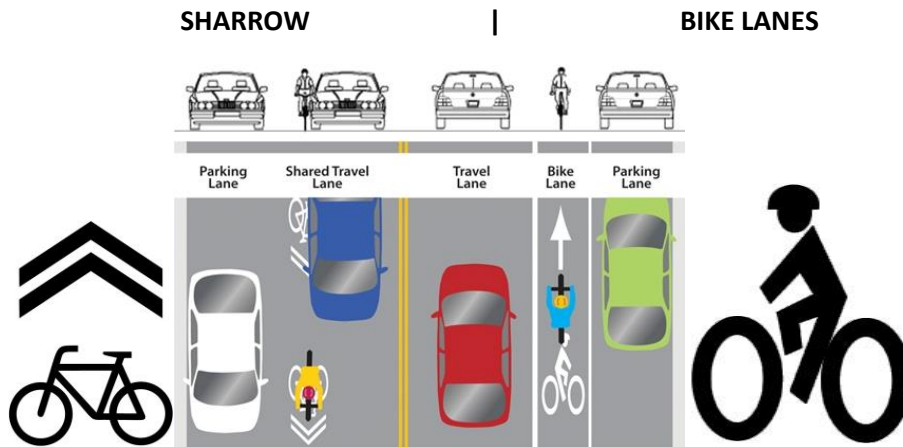 SHARROW | BIKE LANES
Parking Lane
Shared Travel Lane
Travel Lane
Bike Lane
Parking Lane